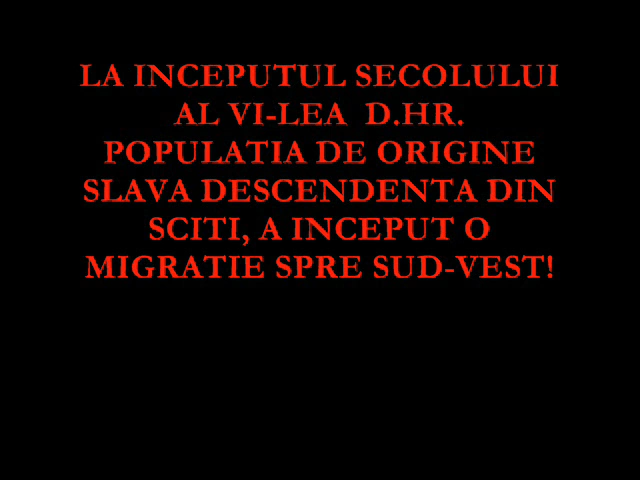 LA INCEPUTUL SECOLULUI
AL VI-LEA D.HR.
POPULATIA DE ORIGINE
SLAVA DESCENDENTA DIN
SCITI, A INCEPUT O
MIGRATIE SPRE SUD-VEST!